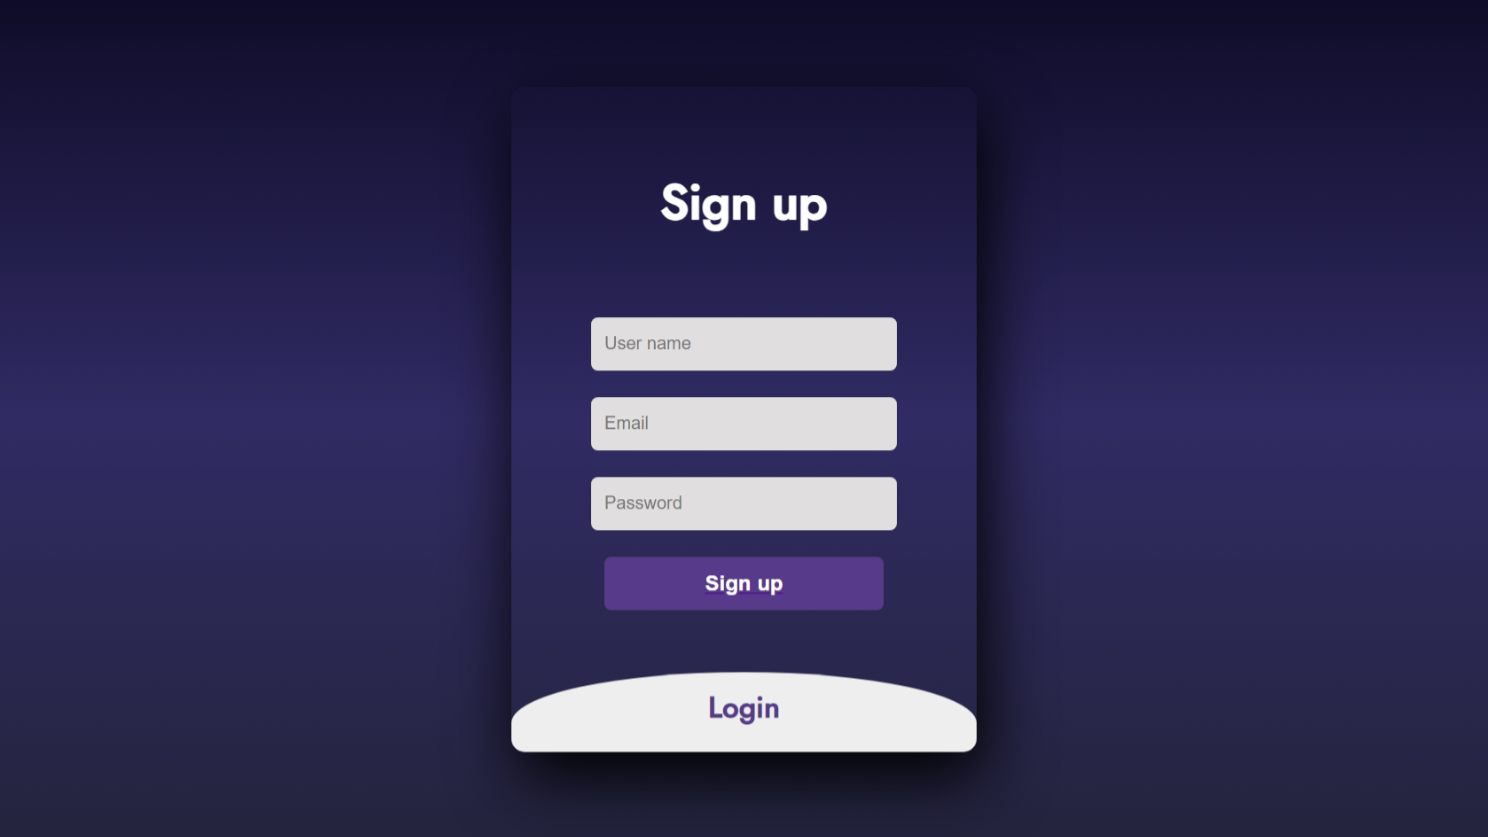 Sign up
User name
Email
Password
Sign up
Login